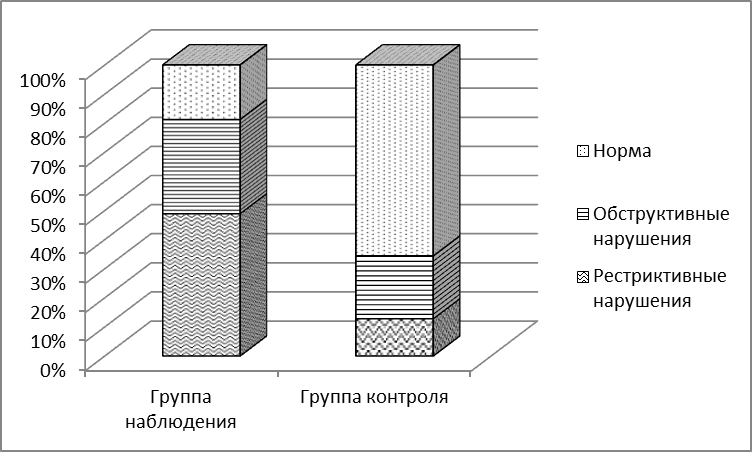 100%
90%
80%
70%
60%
50%
40%
30%
20%
10%
0%
Группа
наблюдения
Группа контроля
Норма
Обструктивные
нарушения
Рестриктивные
нарушения